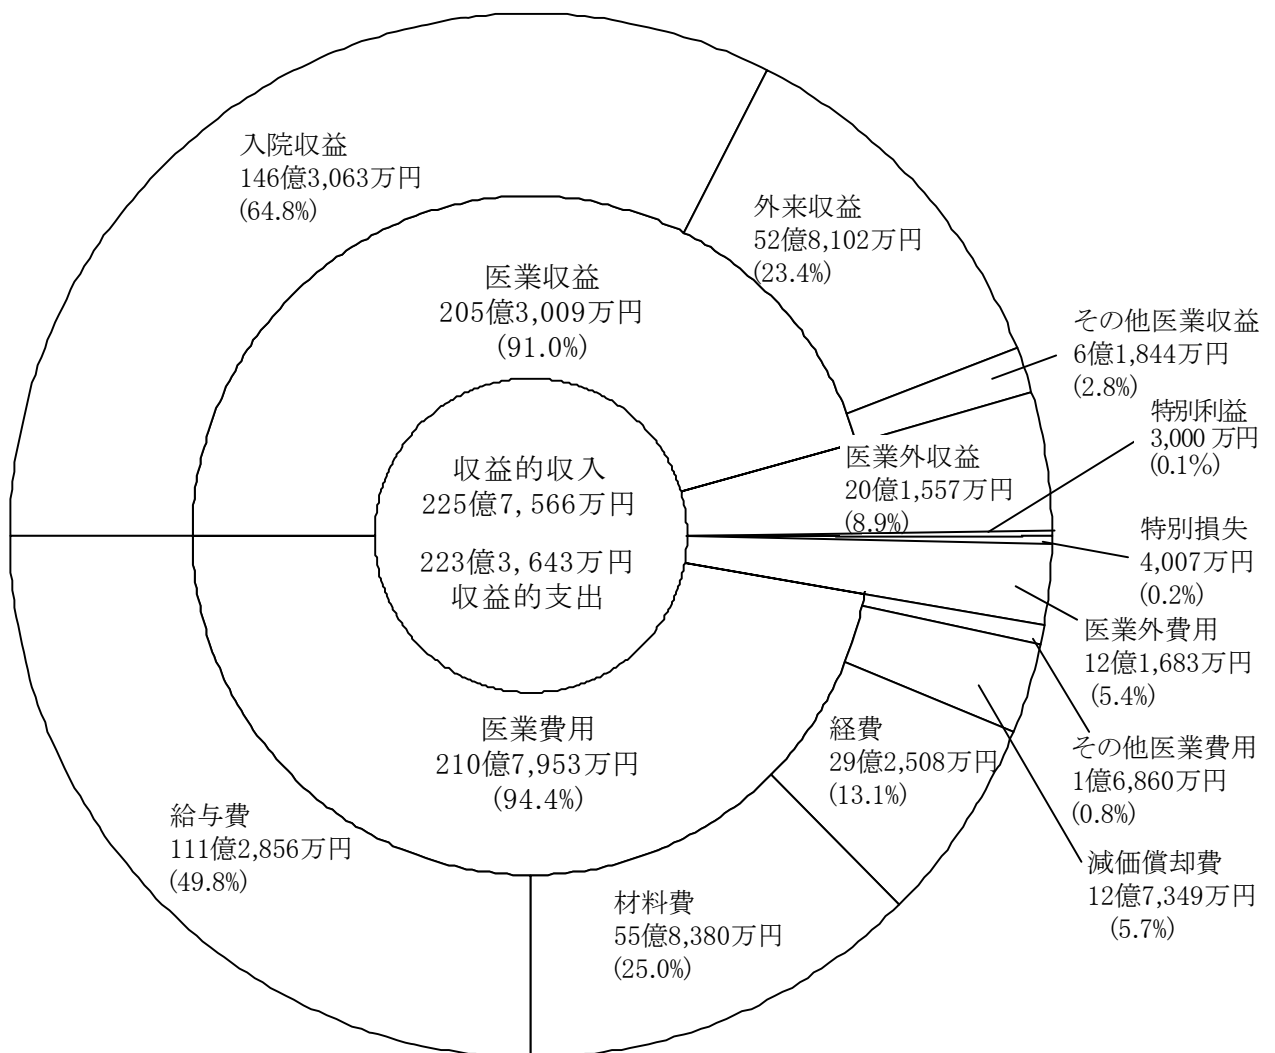 入院収益
146億3,063万円
(64.8%)
外来収益
52億8,102万円
(23.4%)
医業収益
205億3,009万円
(91.0%)
その他医業収益
6億1,844万円
(2.8%)
特別利益
3,000 万円
(0.1%)
医業外収益
20億1,557万円
(8.9%)
収益的収入
225億7,566万円
223億3,643万円
収益的支出
特別損失
4,007万円
(0.2%)
医業外費用
12億1,683万円
(5.4%)
医業費用
210億7,953万円
(94.4%)
経費
29億2,508万円
(13.1%)
その他医業費用
1億6,860万円
(0.8%)
給与費
111億2,856万円
(49.8%)
減価償却費
12億7,349万円
(5.7%)
材料費
55億8,380万円
(25.0%)